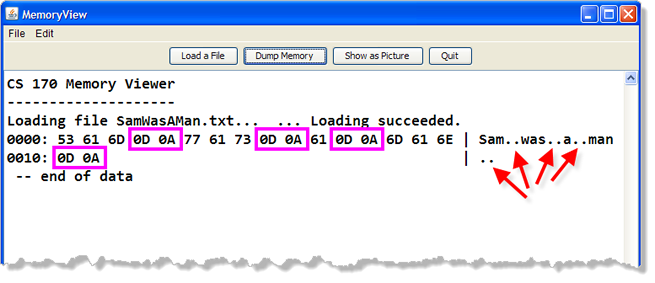 MemoryView
File Edit
Load a File Dump Memory Show as Picture Quit
CS 170 Memory Viewer
--------------------
Loading file SamWasAMan.txt... ... Loading succeeded.
0000: 53 61 6D 0D 0A 77 61 73 0D 0A 61 0D 0A 6D 61 6E | Sam..was..a..man
0010: 0D 0A | ..
-- end of data